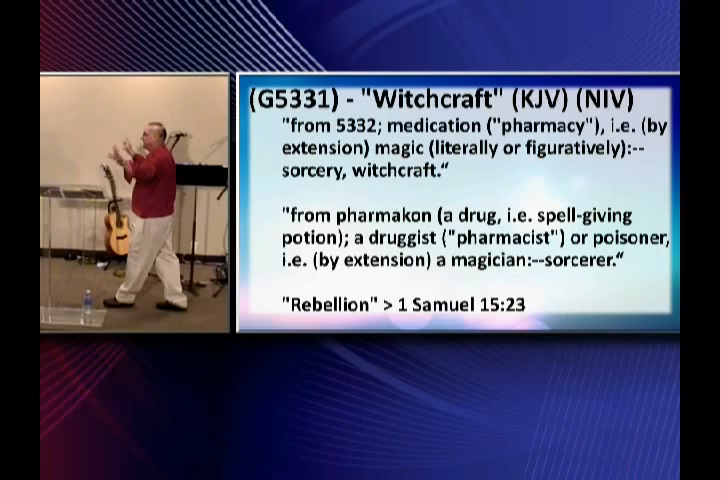 (G5331) - "Witchcraft" (KJV) (NIV)
"from 5332; medication ("pharmacy"), i.e. (by
extension) magic (literally or figuratively):--
sorcery, witchcraft.“
"from pharmakon (a drug, i.e. spell-giving
potion); a druggist ("pharmacist") or poisoner,
i.e. (by extension) a magician:--sorcerer.“
"Rebellion" > 1 Samuel 15:23